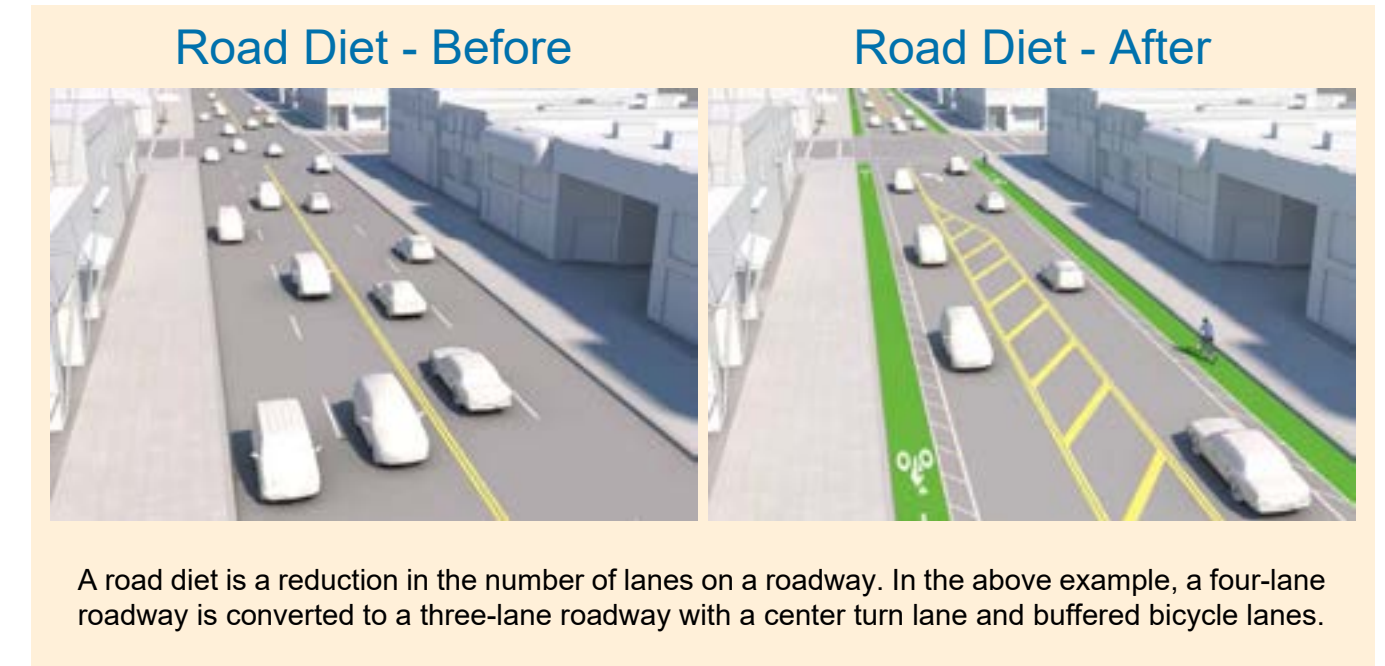 Road Diet - Before
Road Diet - After
A road diet is a reduction in the number of lanes on a roadway. In the above example, a four-lane
roadway is converted to a three-lane roadway with a center turn lane and buffered bicycle lanes.